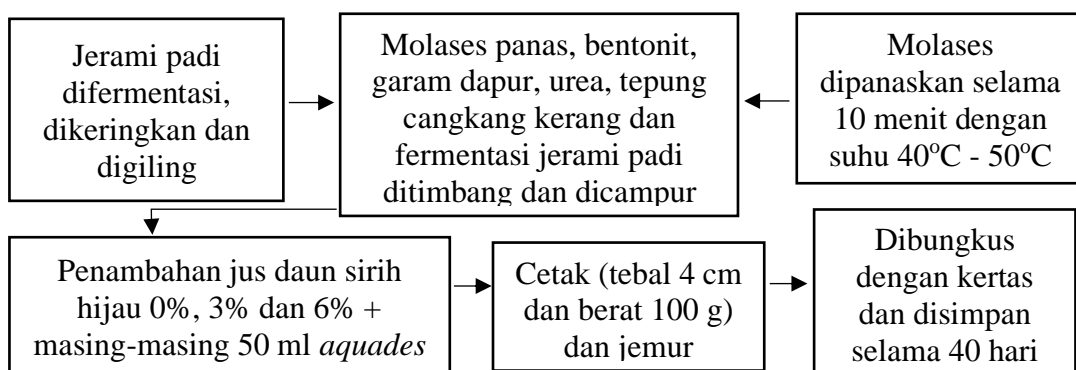 Jerami padi
difermentasi,
dikeringkan dan
digiling
Molases panas, bentonit,
garam dapur, urea, tepung
cangkang kerang dan
fermentasi jerami padi
ditimbang dan dicampur
Molases
dipanaskan selama
10 menit dengan
suhu 40°C - 50°C
Penambahan jus daun sirih
hijau 0%, 3% dan 6% +
masing-masing 50 ml aquades
Cetak (tebal 4 cm
dan berat 100 g)
dan jemur
Dibungkus
dengan kertas
dan disimpan
selama 40 hari